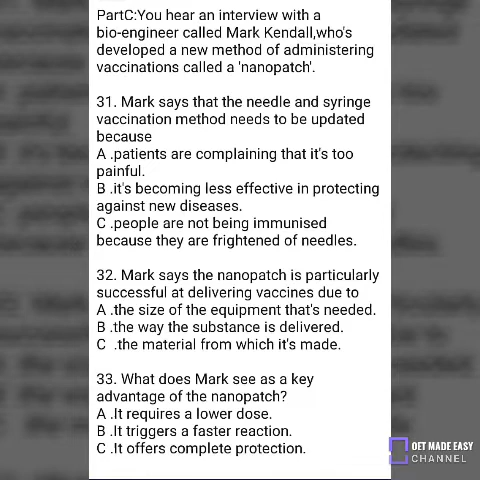 PartC:You hear an interview with a
bio-engineer called Mark Kendall,who's
developed a new method of administering
vaccinations called a 'nanopatch'.
31. Mark says that the needle and syringe
vaccination method needs to be updated
because
A .patients are complaining that it's too
painful.
B .it's becoming less effective in protecting
against new diseases.
C .people are not being immunised
because they are frightened of needles.
32. Mark says the nanopatch is particularly
successful at delivering vaccines due to
A .the size of the equipment that's needed.
B .the way the substance is delivered.
C  .the material from which it's made.
33. What does Mark see as a key
advantage of the nanopatch?
A .It requires a lower dose.
B .It triggers a faster reaction.
C .It offers complete protection.
OET MADE EASY
CHANNEL